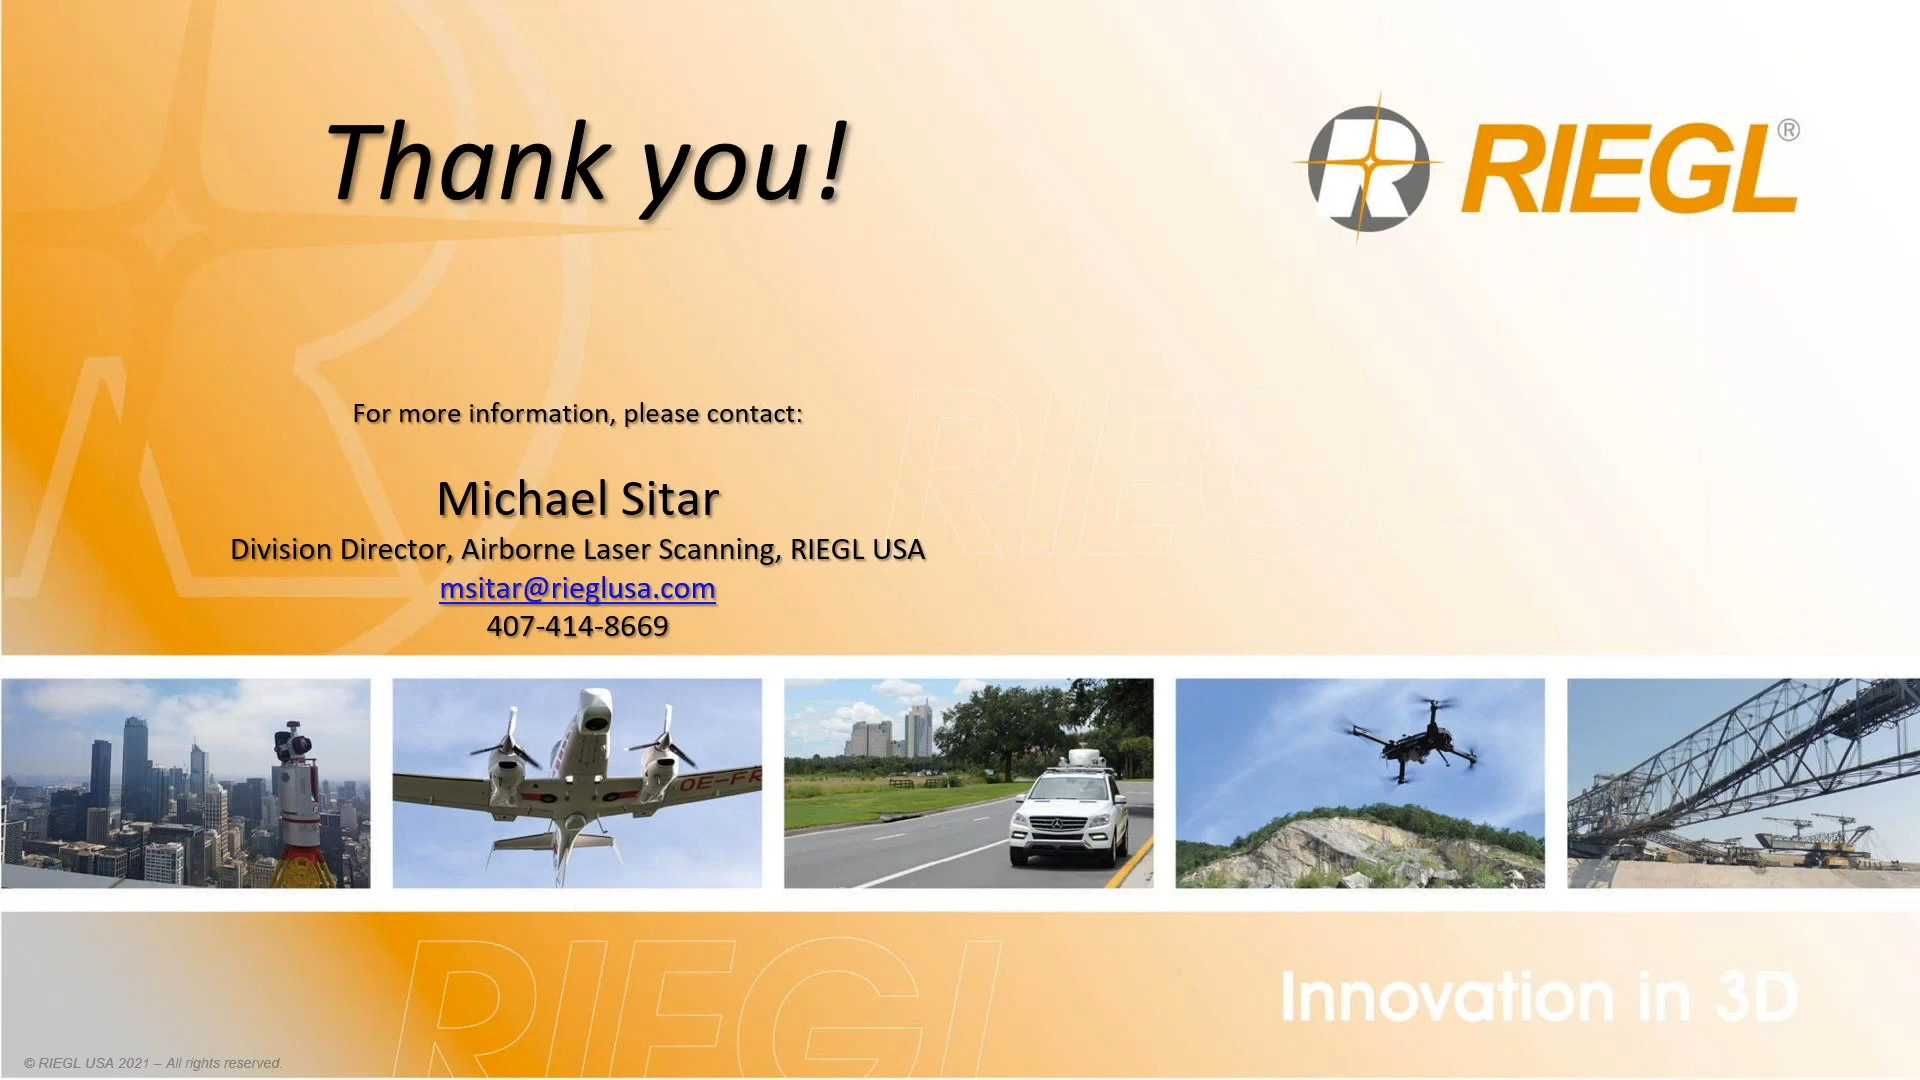 Thank you!
RIEGL®
For more information, please contact:
Michael Sitar
Division Director, Airborne Laser Scanning, RIEGL USA
msitar@rieglusa.com
407-414-8669
OE-FR
RIEGL
Innovation in 3D
© RIEGL USA 2021 – All rights reserved.